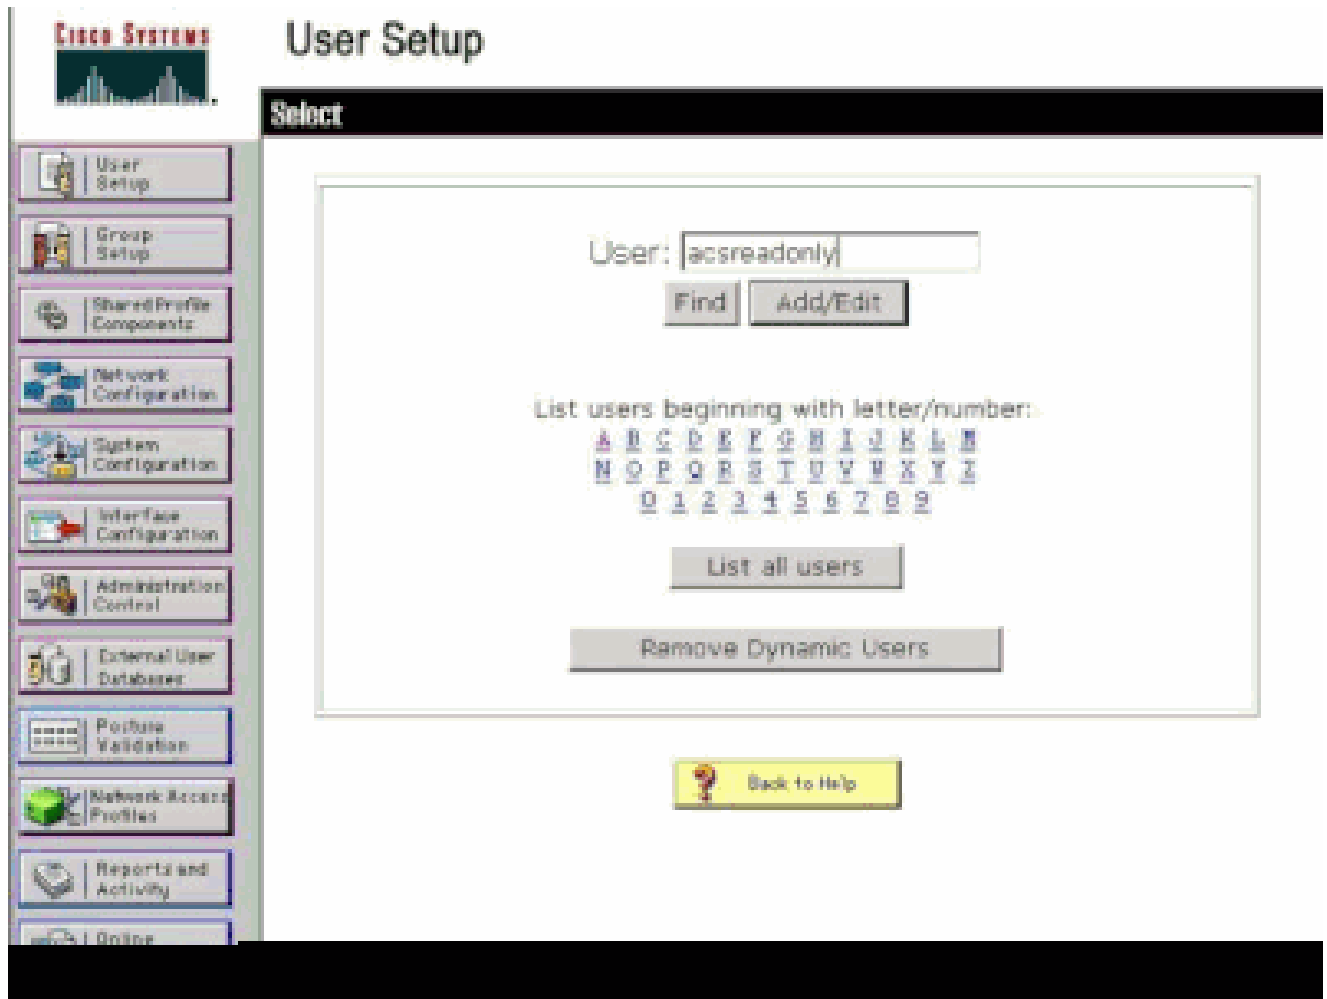 CISCO SYSTEMS
User Setup
Select
User
Setup
Group
Setup
Shared Profile
Components
Network
Configuration
System
Configuration
Interface
Configuration
Administration
Control
External User
Databases
Posture
Validation
Network Access
Profiles
Reports and
Activity
Online
User: acsreadonly
Find Add/Edit
List users beginning with letter/number:
A B C D E F G H I J K L M
N O P Q R S T U V W X Y Z
0 1 2 3 4 5 6 7 8 9
List all users
Remove Dynamic Users
? Back to Help